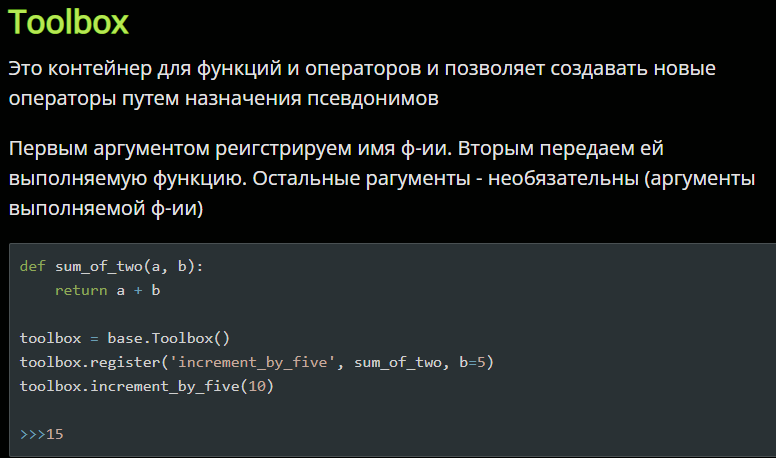 Toolbox
Это контейнер для функций и операторов и позволяет создавать новые
операторы путем назначения псевдонимов
Первым аргументом реигстрируем имя ф-ии. Вторым передаем ей
выполняемую функцию. Остальные рагументы - необязательны (аргументы
выполняемой ф-ии)
def sum_of_two(a, b):
    return a + b
toolbox = base.Toolbox()
toolbox.register('increment_by_five', sum_of_two, b=5)
toolbox.increment_by_five(10)
>>>15